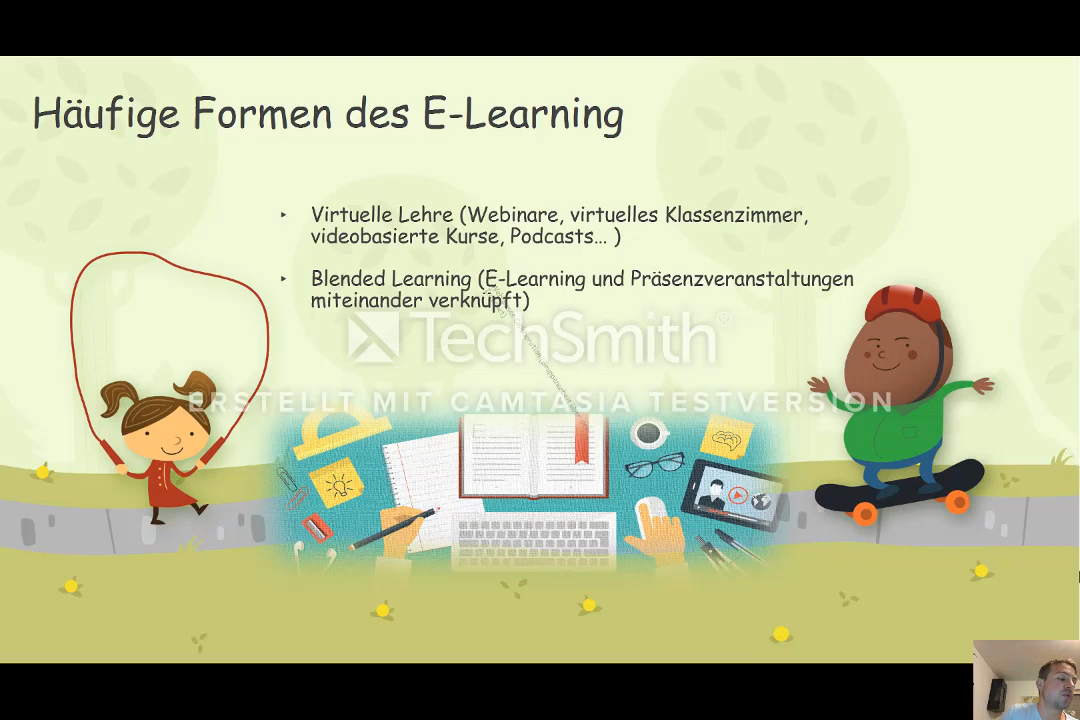 Häufige Formen des E-Learning
‣ Virtuelle Lehre (Webinare, virtuelles Klassenzimmer,
videobasierte Kurse, Podcasts… )
‣ Blended Learning (E-Learning und Präsenzveranstaltungen
miteinander verknüpft)
TechSmith®
ERSTELLT MIT CAMTASIA TESTVERSION